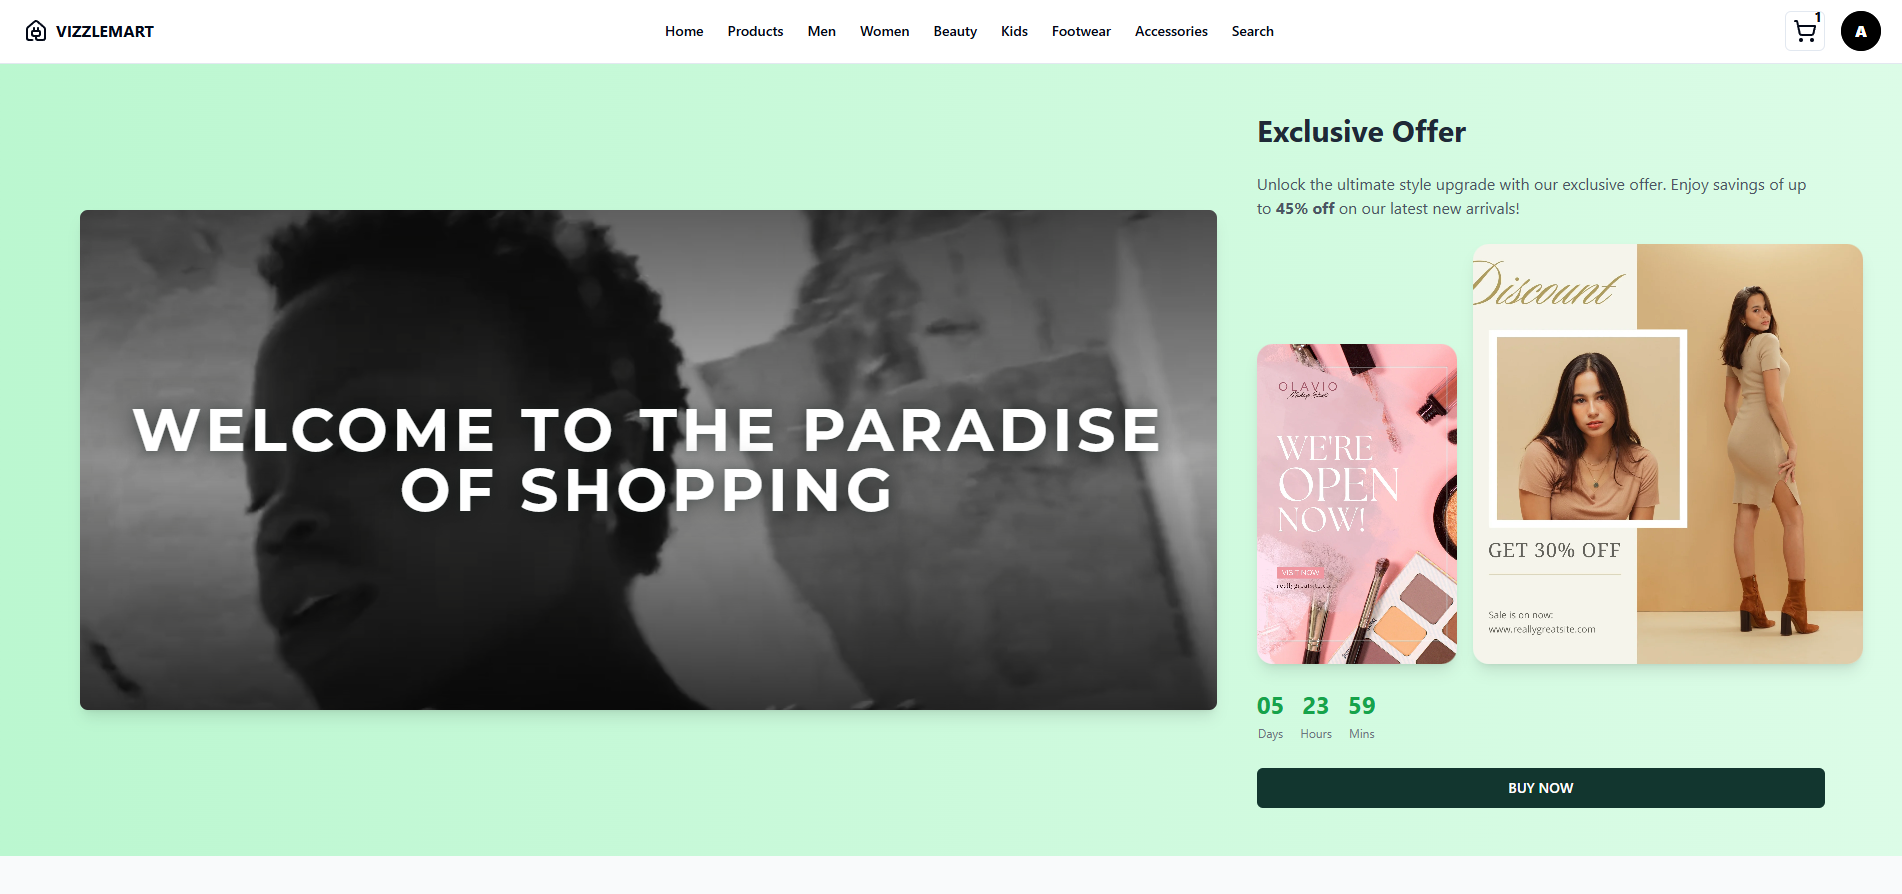 VIZZLEMART
Home Products Men Women Beauty Kids Footwear Accessories Search
1
A
WELCOME TO THE PARADISE
OF SHOPPING
Exclusive Offer
Unlock the ultimate style upgrade with our exclusive offer. Enjoy savings of up
to 45% off on our latest new arrivals!
OLAVIO
WE'RE
OPEN
NOW!
VISIT NOW
Discount
GET 30% OFF
Sale is on now:
www.reallygreatsite.com
05 23 59
Days Hours Mins
BUY NOW